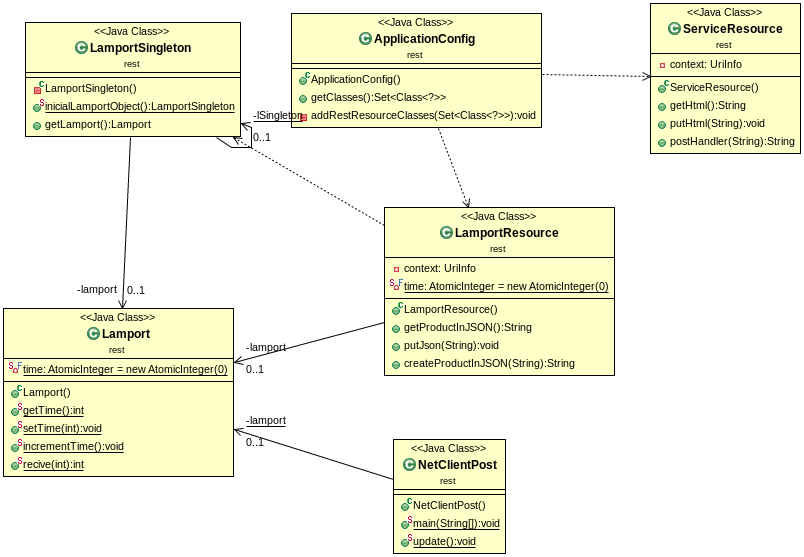 <<Java Class>>
LamportSingleton
rest
LamportSingleton()
inicialLamportObject():LamportSingleton
getLamport():Lamport
<<Java Class>>
ApplicationConfig
rest
ApplicationConfig()
getClasses():Set<Class<?>>
addRestResourceClasses(Set<Class<?>>):void
<<Java Class>>
ServiceResource
rest
context: UriInfo
ServiceResource()
getHtml():String
putHtml(String):void
postHandler(String):String
-lSingleton
0..1
<<Java Class>>
LamportResource
rest
context: UriInfo
time: AtomicInteger = new AtomicInteger(0)
LamportResource()
getProductInJSON():String
putJson(String):void
createProductInJSON(String):String
-lamport
0..1
<<Java Class>>
Lamport
rest
time: AtomicInteger = new AtomicInteger(0)
Lamport()
getTime():int
setTime(int):void
incrementTime():void
recive(int):int
-lamport
0..1
-lamport
0..1
<<Java Class>>
NetClientPost
rest
NetClientPost()
main(String[]):void
update():void